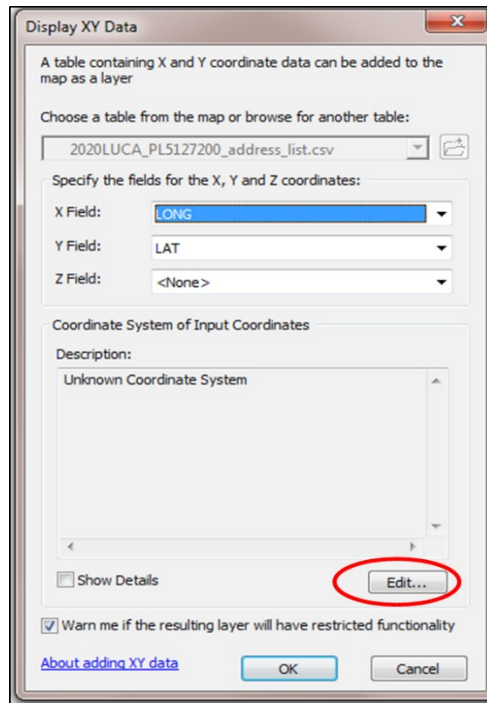 Display XY Data
A table containing X and Y coordinate data can be added to the
map as a layer
Choose a table from the map or browse for another table:
2020LUCA_PL5127200_address_list.csv
Specify the fields for the X, Y and Z coordinates:
X Field:
LONG
Y Field:
LAT
Z Field:
<None>
Coordinate System of Input Coordinates
Description:
Unknown Coordinate System
Show Details
Edit...
Warn me if the resulting layer will have restricted functionality
About adding XY data
OK
Cancel